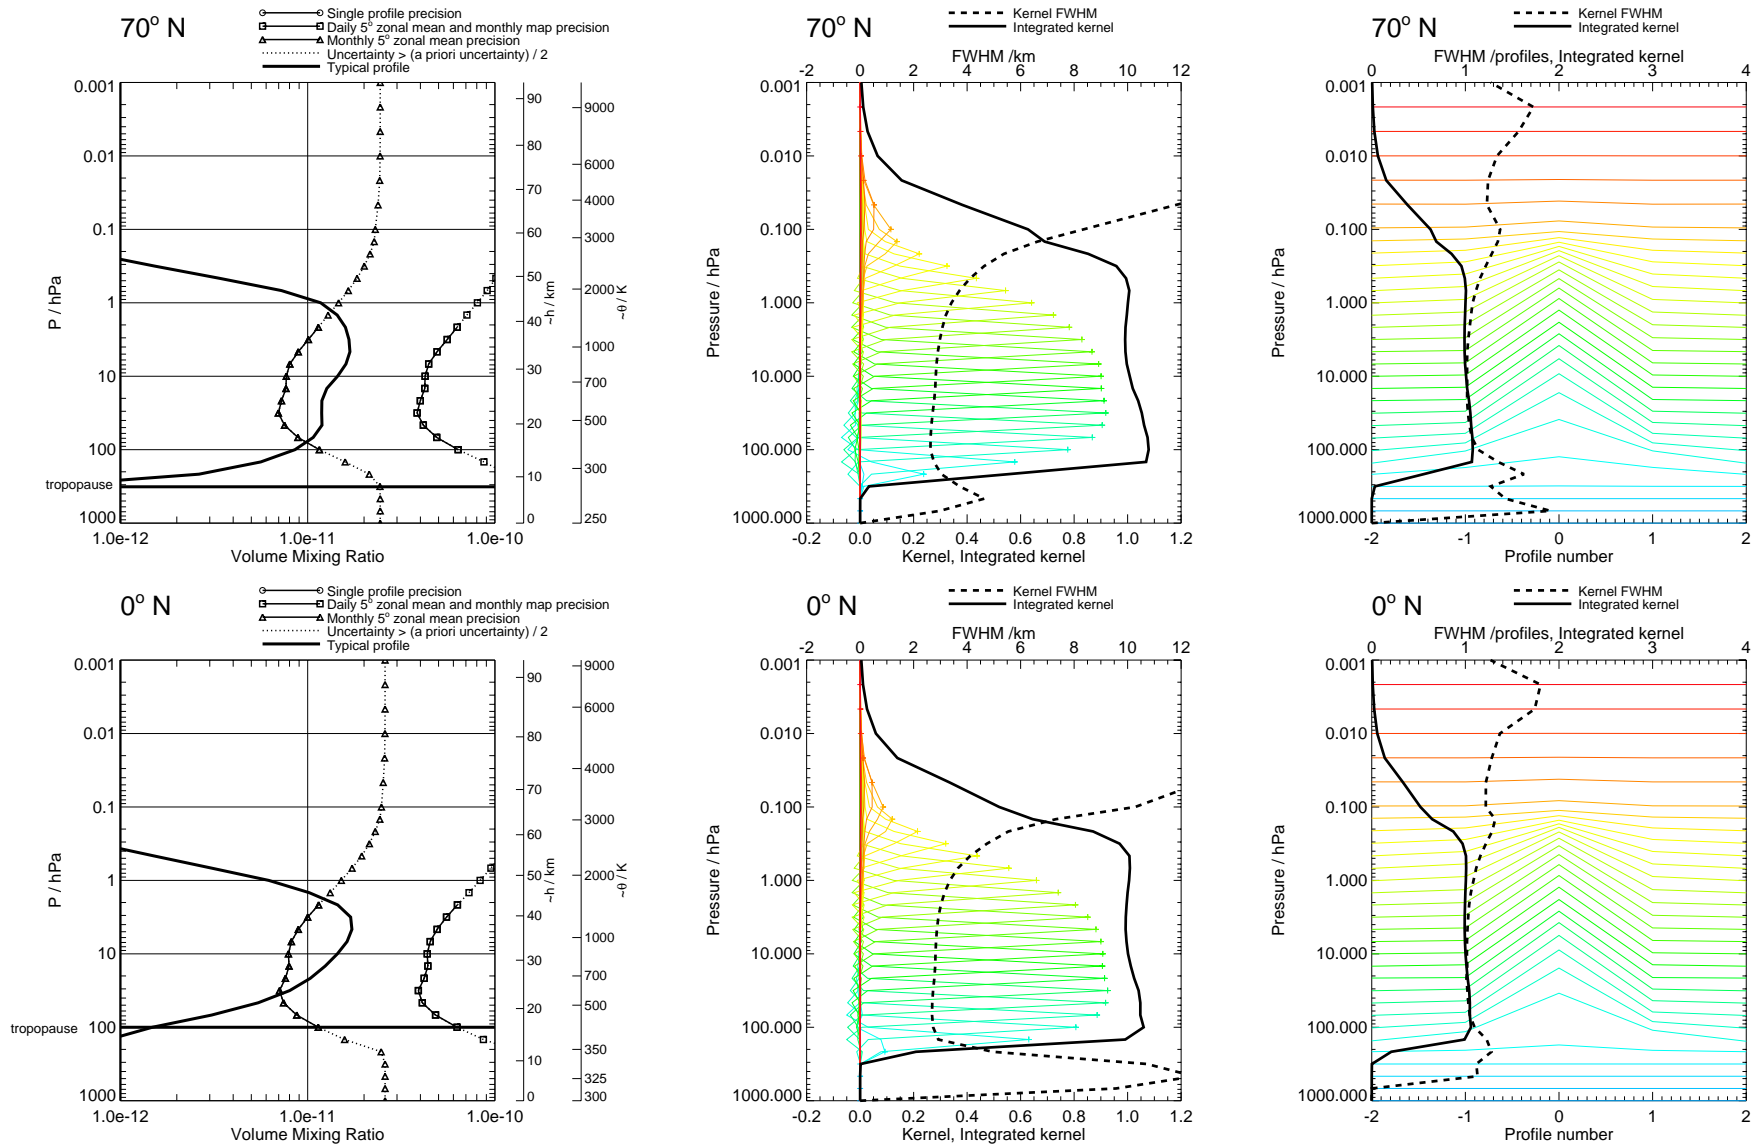 70° N
Single profile precision
Daily 5° zonal mean and monthly map precision
Monthly 5° zonal mean precision
Uncertainty > (a priori uncertainty) / 2
Typical profile
0.001
0.01
0.1
1
10
100
tropopause
1000
P / hPa
1.0e-12 1.0e-11 1.0e-10
Volume Mixing Ratio
90
80
70
60
50
40
30
20
10
0
~h / km
9000
6000
4000
3000
2000
1000
700
500
300
250
~θ / K
70° N
Kernel FWHM
Integrated kernel
FWHM /km
-2 0 2 4 6 8 10 12
0.001
0.010
0.100
1.000
10.000
100.000
1000.000
Pressure / hPa
-0.2 0.0 0.2 0.4 0.6 0.8 1.0 1.2
Kernel, Integrated kernel
70° N
Kernel FWHM
Integrated kernel
FWHM /profiles, Integrated kernel
0 1 2 3 4
0.001
0.010
0.100
1.000
10.000
100.000
1000.000
Pressure / hPa
-2 -1 0 1 2
Profile number
0° N
Single profile precision
Daily 5° zonal mean and monthly map precision
Monthly 5° zonal mean precision
Uncertainty > (a priori uncertainty) / 2
Typical profile
0.001
0.01
0.1
1
10
100
tropopause
1000
P / hPa
1.0e-12 1.0e-11 1.0e-10
Volume Mixing Ratio
90
80
70
60
50
40
30
20
10
0
~h / km
9000
6000
4000
3000
2000
1000
700
500
350
325
300
~θ / K
0° N
Kernel FWHM
Integrated kernel
FWHM /km
-2 0 2 4 6 8 10 12
0.001
0.010
0.100
1.000
10.000
100.000
1000.000
Pressure / hPa
-0.2 0.0 0.2 0.4 0.6 0.8 1.0 1.2
Kernel, Integrated kernel
0° N
Kernel FWHM
Integrated kernel
FWHM /profiles, Integrated kernel
0 1 2 3 4
0.001
0.010
0.100
1.000
10.000
100.000
1000.000
Pressure / hPa
-2 -1 0 1 2
Profile number